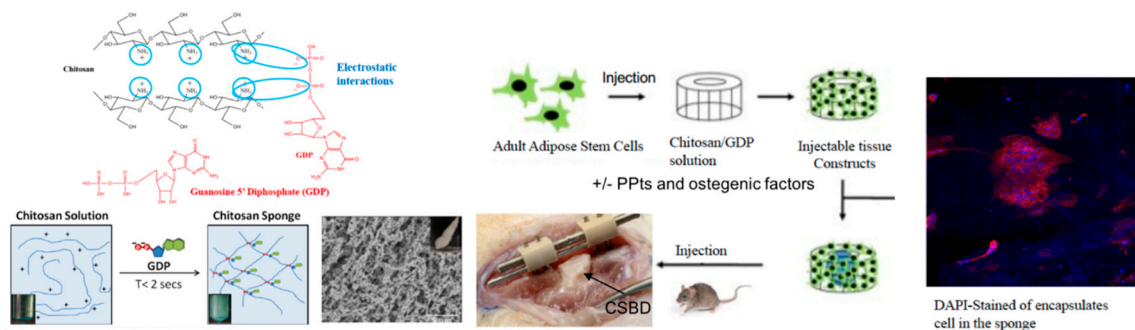 Chitosan
Electrostatic
interactions
GDP
Guanosine 5' Diphosphate (GDP)
Chitosan Solution
GDP
T< 2 secs
Chitosan Sponge
Injection
Adult Adipose Stem Cells
Chitosan/GDP
solution
Injectable tissue
Constructs
+/- PPts and ostegenic factors
Injection
CSBD
DAPI-Stained of encapsulates
cell in the sponge